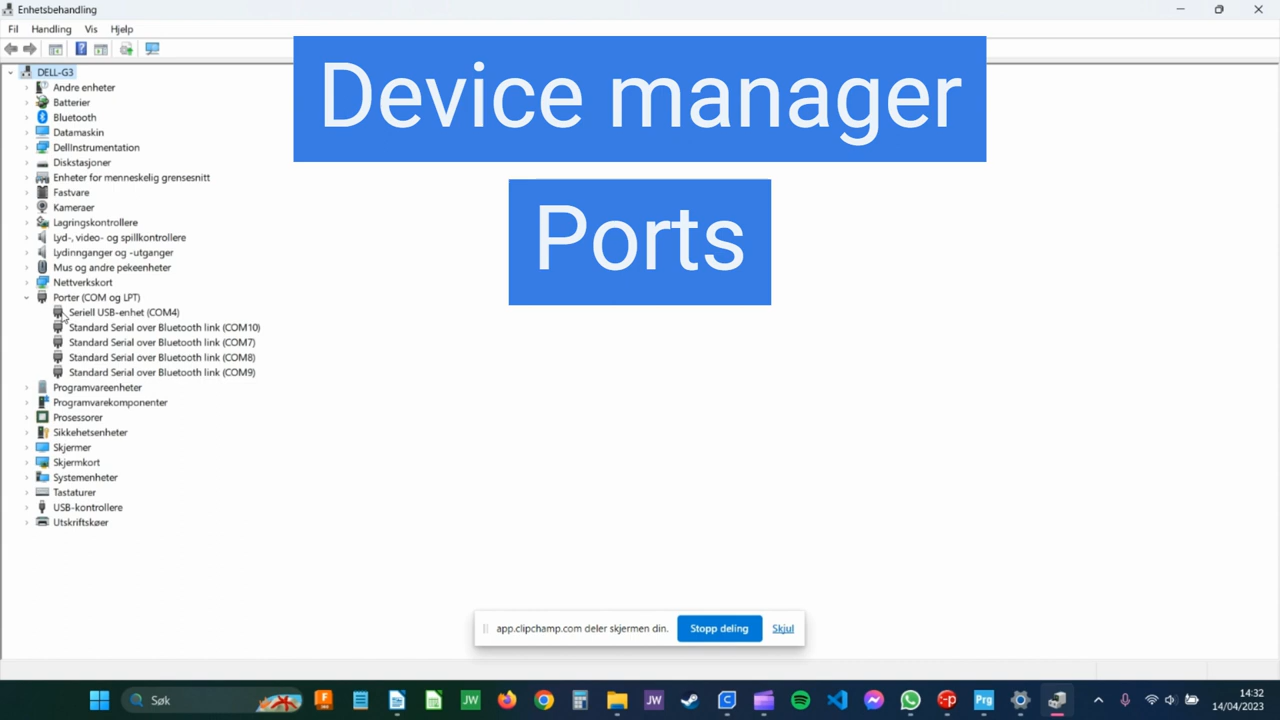 Enhetsbehandling
Fil Handling Vis Hjelp
Device manager
Ports
DELL-G3
Andre enheter
Batterier
Bluetooth
Datamaskin
DellInstrumentation
Diskstasjoner
Enheter for menneskelig grensesnitt
Fastvare
Kameraer
Lagringskontrollere
Lyd-, video- og spillkontrollere
Lydinnganger og -utganger
Mus og andre pekeenheter
Nettverkskort
Porter (COM og LPT)
Seriell USB-enhet (COM4)
Standard Serial over Bluetooth link (COM10)
Standard Serial over Bluetooth link (COM7)
Standard Serial over Bluetooth link (COM8)
Standard Serial over Bluetooth link (COM9)
Programvareenheter
Programvarekomponenter
Prosessorer
Sikkehetsenheter
Skjermer
Skjermkort
Systemenheter
Tastaturer
USB-kontrollere
Utskriftskøer
app.clipchamp.com deler skjermen din. Stopp deling Skjul
Søk
JW
JW
Prg
14:32
14/04/2023